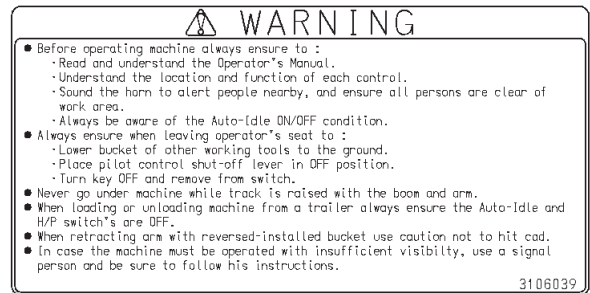 ⚠ WARNING
● Before operating machine always ensure to :
· Read and understand the Operator"s Manual.
· Understand the location and function of each control.
· Sound the horn to alert people nearby, and ensure all persons are clear of
work area.
· Always be aware of the Auto-Idle ON/OFF condition.
● Always ensure when leaving operator"s seat to :
· Lower bucket of other working tools to the ground.
· Place pilot control shut-off lever in OFF position.
· Turn key OFF and remove from switch.
● Never go under machine while track is raised with the boom and arm.
● When loading or unloading machine from a trailer always ensure the Auto-Idle and
H/P switch"s are OFF.
● When retracting arm with reversed-installed bucket use caution not to hit cad.
● In case the machine must be operated with insufficient visibilty, use a signal
person and be sure to follow his instructions.
3106039